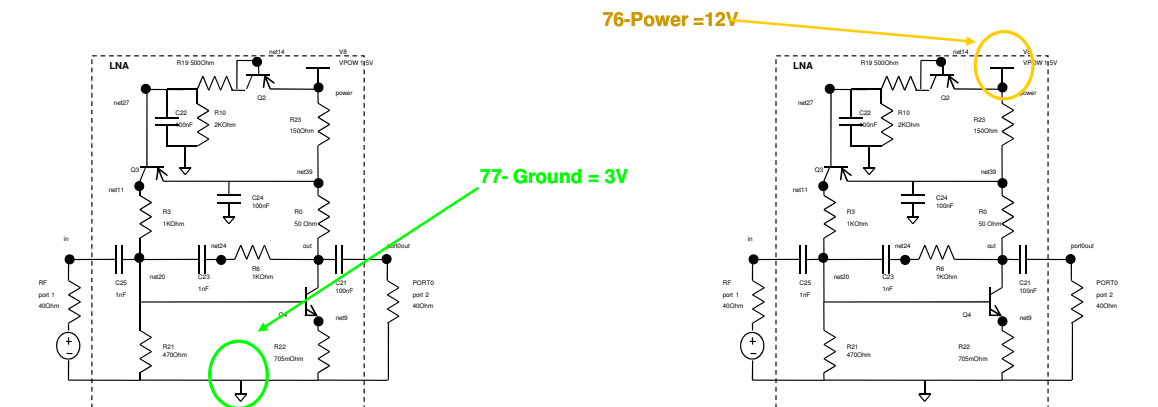 76-Power =12V
net14
V8
LNA
R19 500Ohm
VPOW 15V
Q2
net27
power
C22
R10
100nF
2KOhm
R23
150Ohm
Q3
net39
net11
C24
100nF
R3
1KOhm
R0
50 Ohm
in
net24
out
port0out
net20
R6
1KOhm
C25
C23
C21
1nF
1nF
100nF
RF
port 1
40Ohm
PORT0
port 2
40Ohm
Q4
net9
R21
470Ohm
R22
705mOhm
77- Ground = 3V
net14
LNA
R19 500Ohm
Q2
net27
power
C22
R10
100nF
2KOhm
R23
150Ohm
Q3
net39
net11
C24
100nF
R3
1KOhm
R0
50 Ohm
in
net24
out
port0out
net20
R6
1KOhm
C25
C23
C21
1nF
1nF
100nF
RF
port 1
40Ohm
PORT0
port 2
40Ohm
Q4
net9
R21
470Ohm
R22
705mOhm